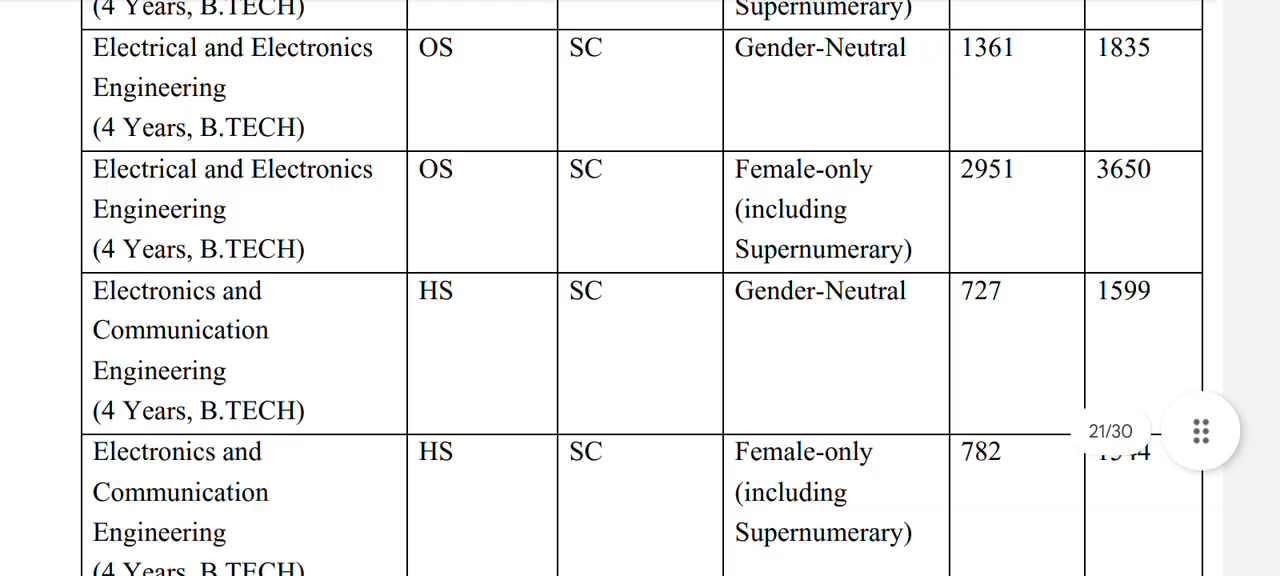 (4 Years, B.TECH) Supernumerary)
Electrical and Electronics OS SC Gender-Neutral 1361 1835
Engineering
(4 Years, B.TECH)
Electrical and Electronics OS SC Female-only 2951 3650
Engineering (including
(4 Years, B.TECH) Supernumerary)
Electronics and HS SC Gender-Neutral 727 1599
Communication
Engineering
(4 Years, B.TECH)
21/30
Electronics and HS SC Female-only 782
Communication (including
Engineering Supernumerary)
(4 Years, B.TECH)